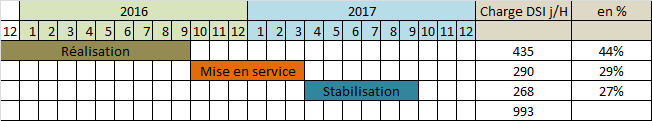 2016 2017 Charge DSI j/H en %
12 1 2 3 4 5 6 7 8 9 10 11 12 1 2 3 4 5 6 7 8 9 10 11 12
Réalisation 435 44%
Mise en service 290 29%
Stabilisation 268 27%
993